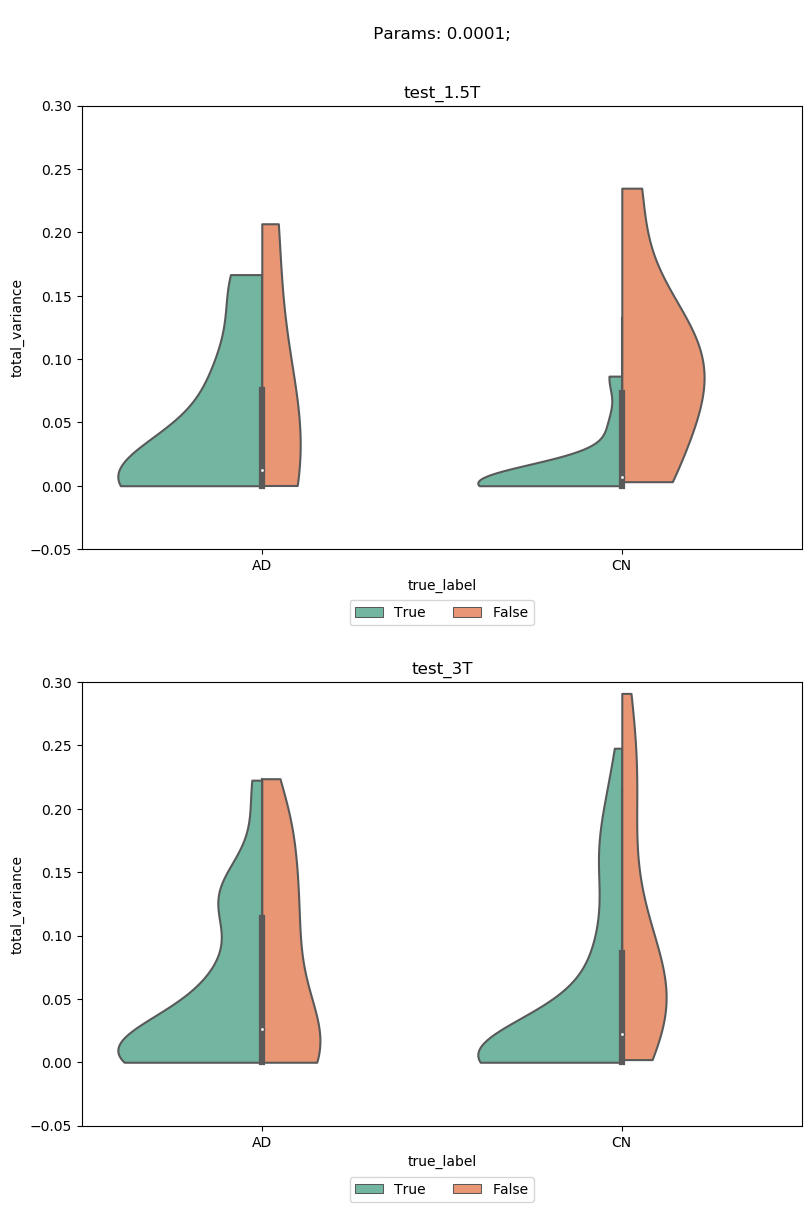 Params: 0.0001;
test_1.5T
0.30
0.25
0.20
0.15
0.10
0.05
0.00
−0.05
total_variance
AD CN
true_label
True False
test_3T
0.30
0.25
0.20
0.15
0.10
0.05
0.00
−0.05
total_variance
AD CN
true_label
True False